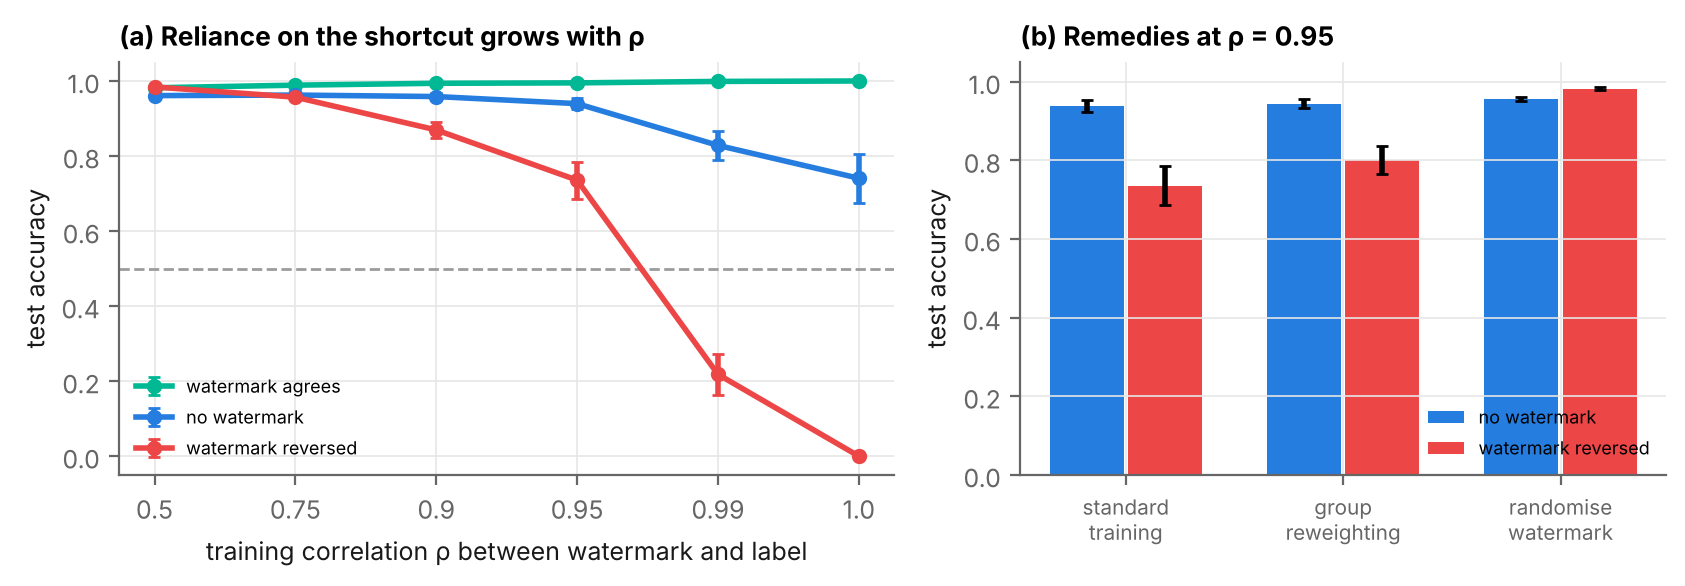 (a) Reliance on the shortcut grows with ρ
test accuracy
1.0
0.8
0.6
0.4
0.2
0.0
watermark agrees
no watermark
watermark reversed
0.5 0.75 0.9 0.95 0.99 1.0
training correlation ρ between watermark and label
(b) Remedies at ρ = 0.95
test accuracy
1.0
0.8
0.6
0.4
0.2
0.0
no watermark
watermark reversed
standard
training
group
reweighting
randomise
watermark